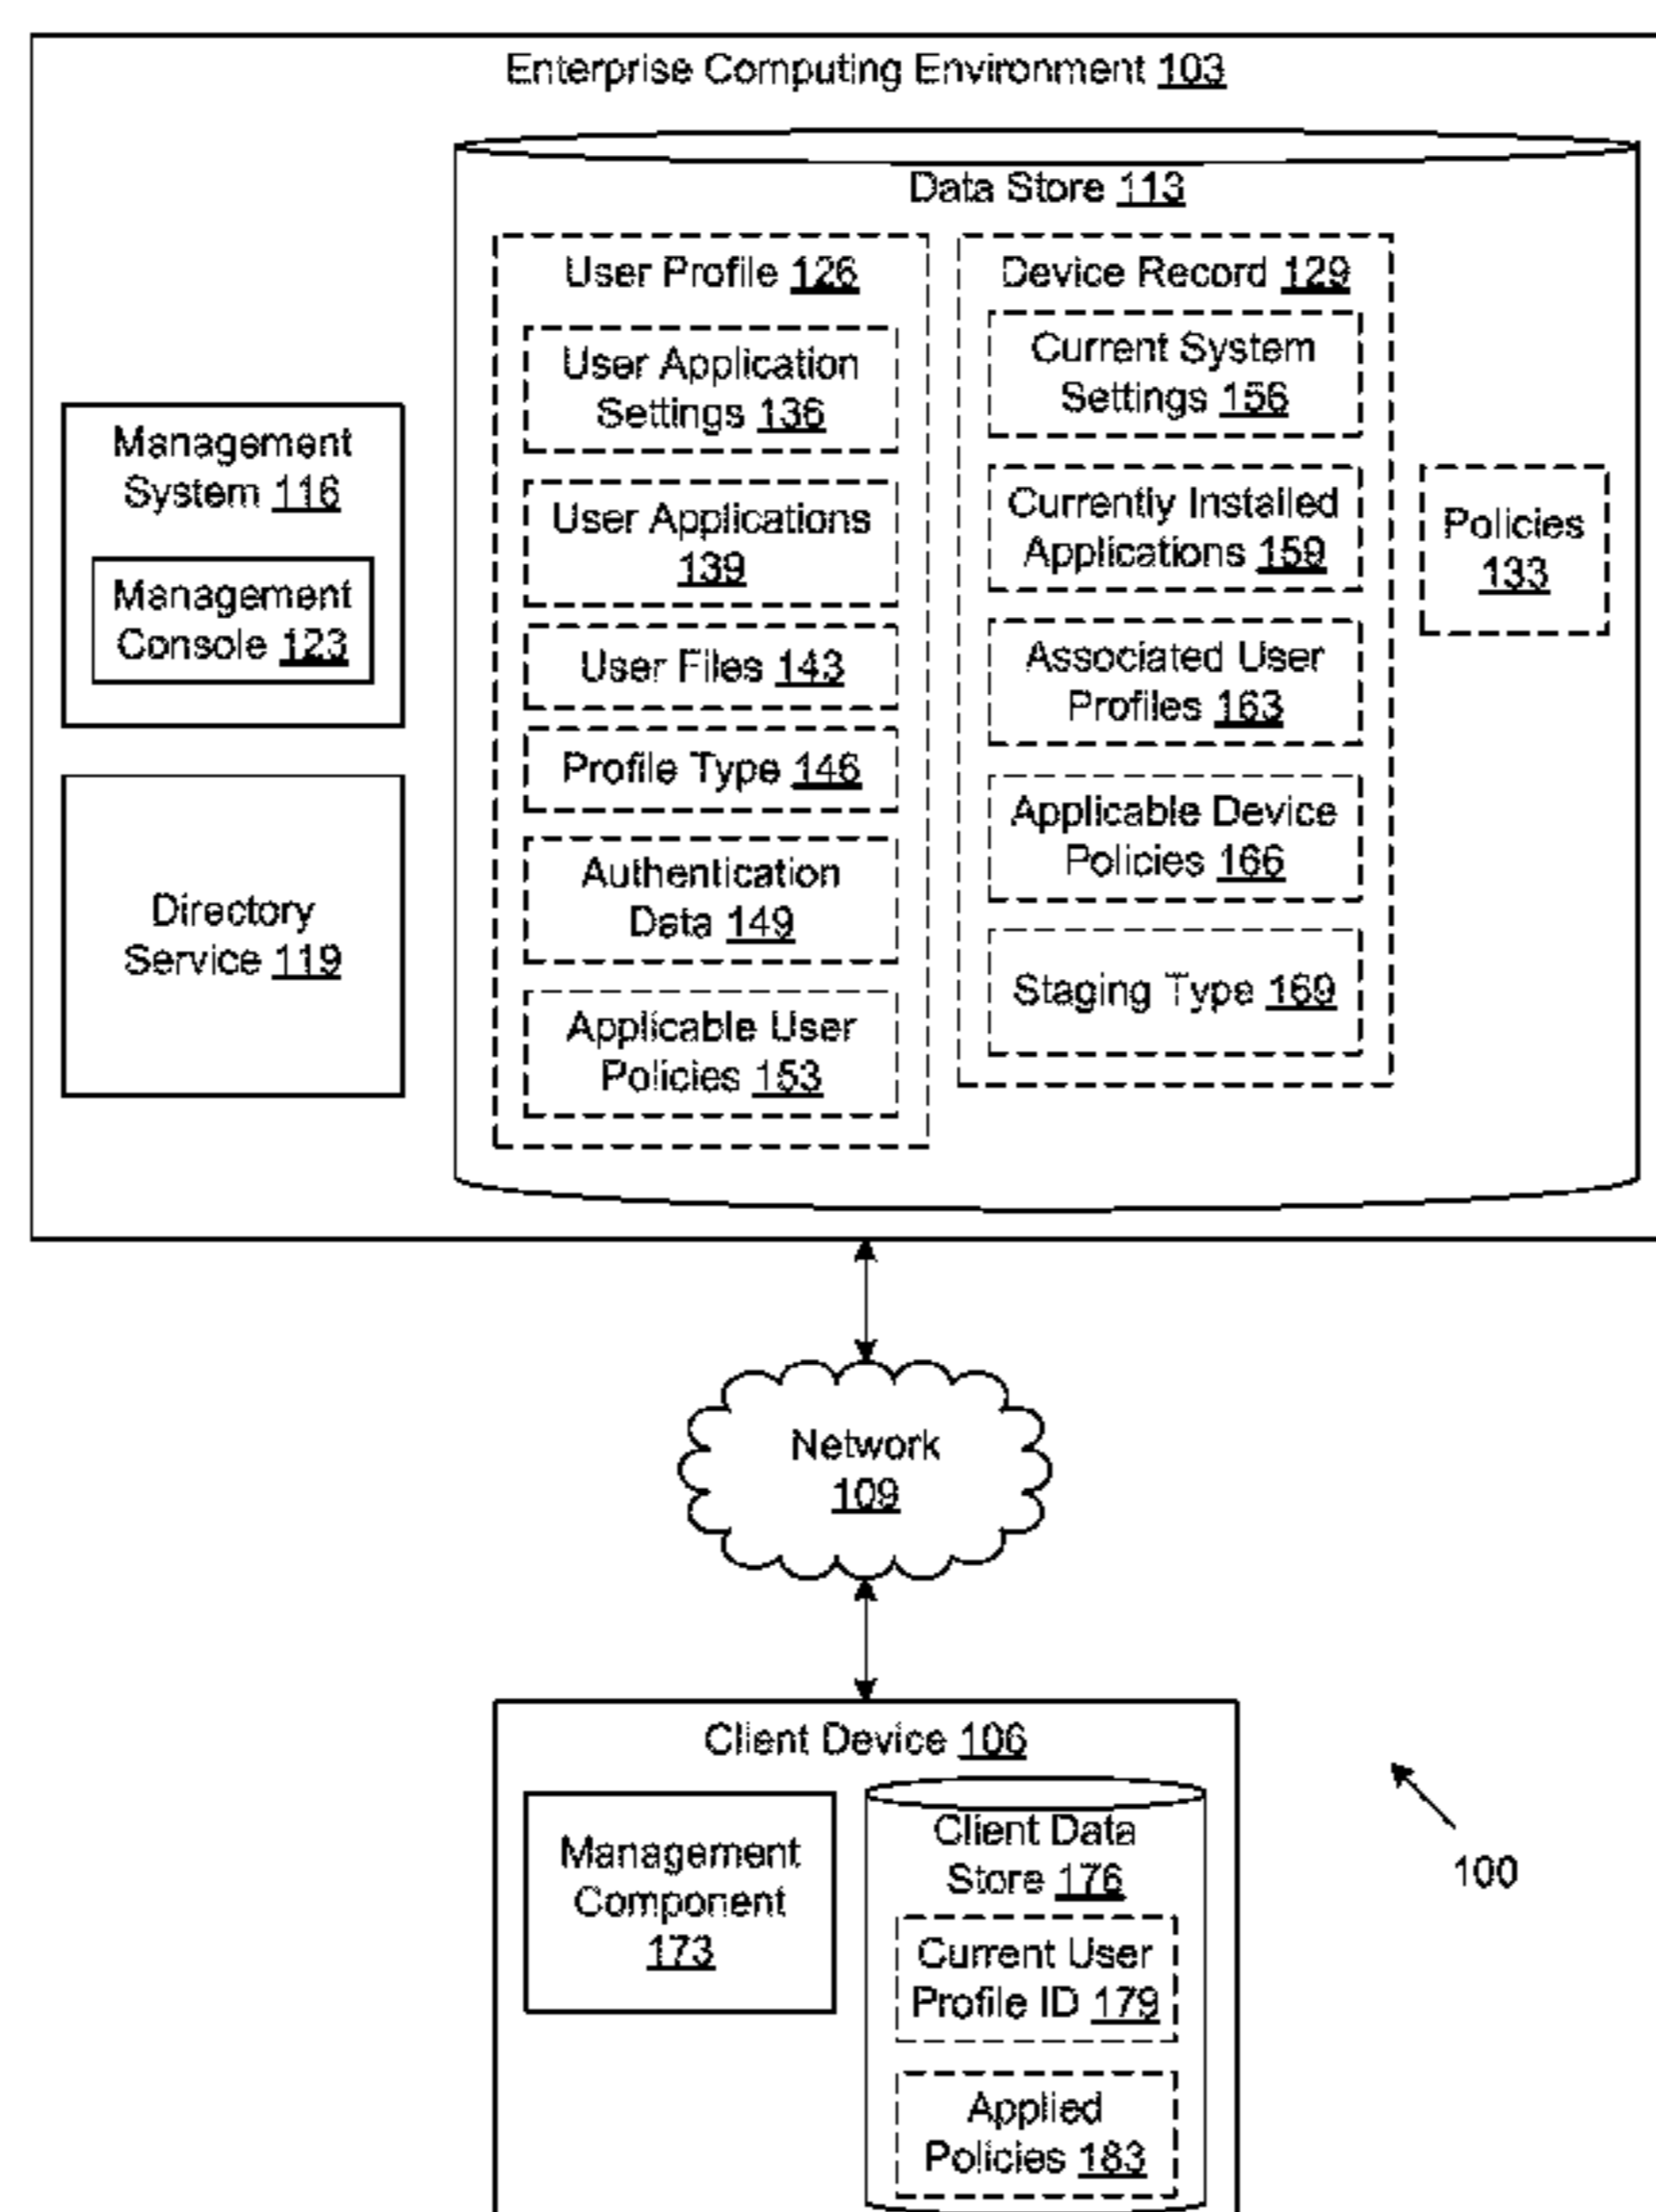 Enterprise Computing Environment 103
Data Store 113
Management
System 116
Management
Console 123
Directory
Service 119
User Profile 126
User Application
Settings 136
User Applications
139
User Files 143
Profile Type 146
Authentication
Data 149
Applicable User
Policies 153
Device Record 129
Current System
Settings 156
Currently Installed
Applications 159
Associated User
Profiles 163
Applicable Device
Policies 166
Staging Type 169
Policies
133
Network
109
Client Device 106
Management
Component
173
Client Data
Store 176
Current User
Profile ID 179
Applied
Policies 183
100